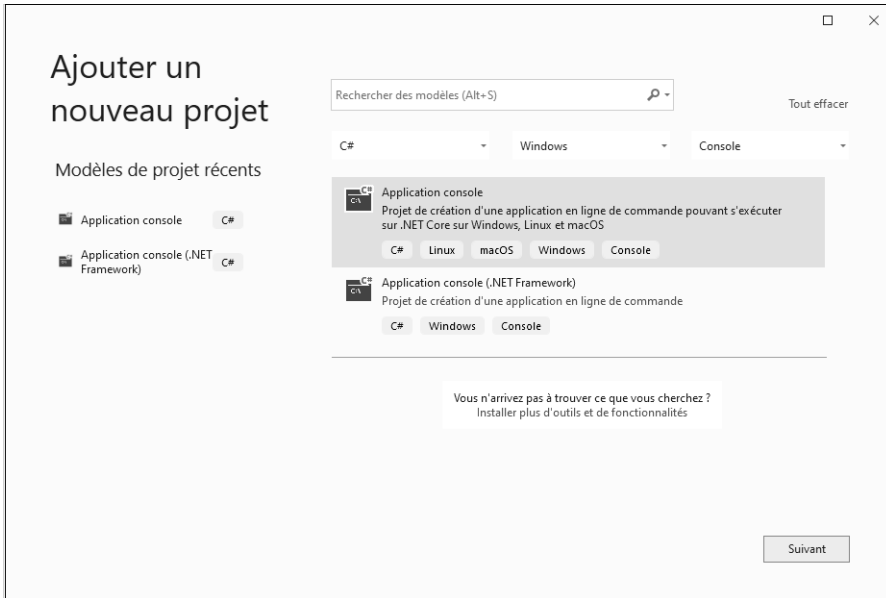 Ajouter un
nouveau projet
Modèles de projet récents
Application console C#
Application console (.NET
Framework) C#
Rechercher des modèles (Alt+S)
Tout effacer
C# Windows Console
C#
C:\
Application console
Projet de création d'une application en ligne de commande pouvant s'exécuter
sur .NET Core sur Windows, Linux et macOS
C# Linux macOS Windows Console
C#
C:\
Application console (.NET Framework)
Projet de création d'une application en ligne de commande
C# Windows Console
Vous n'arrivez pas à trouver ce que vous cherchez ?
Installer plus d'outils et de fonctionnalités
Suivant